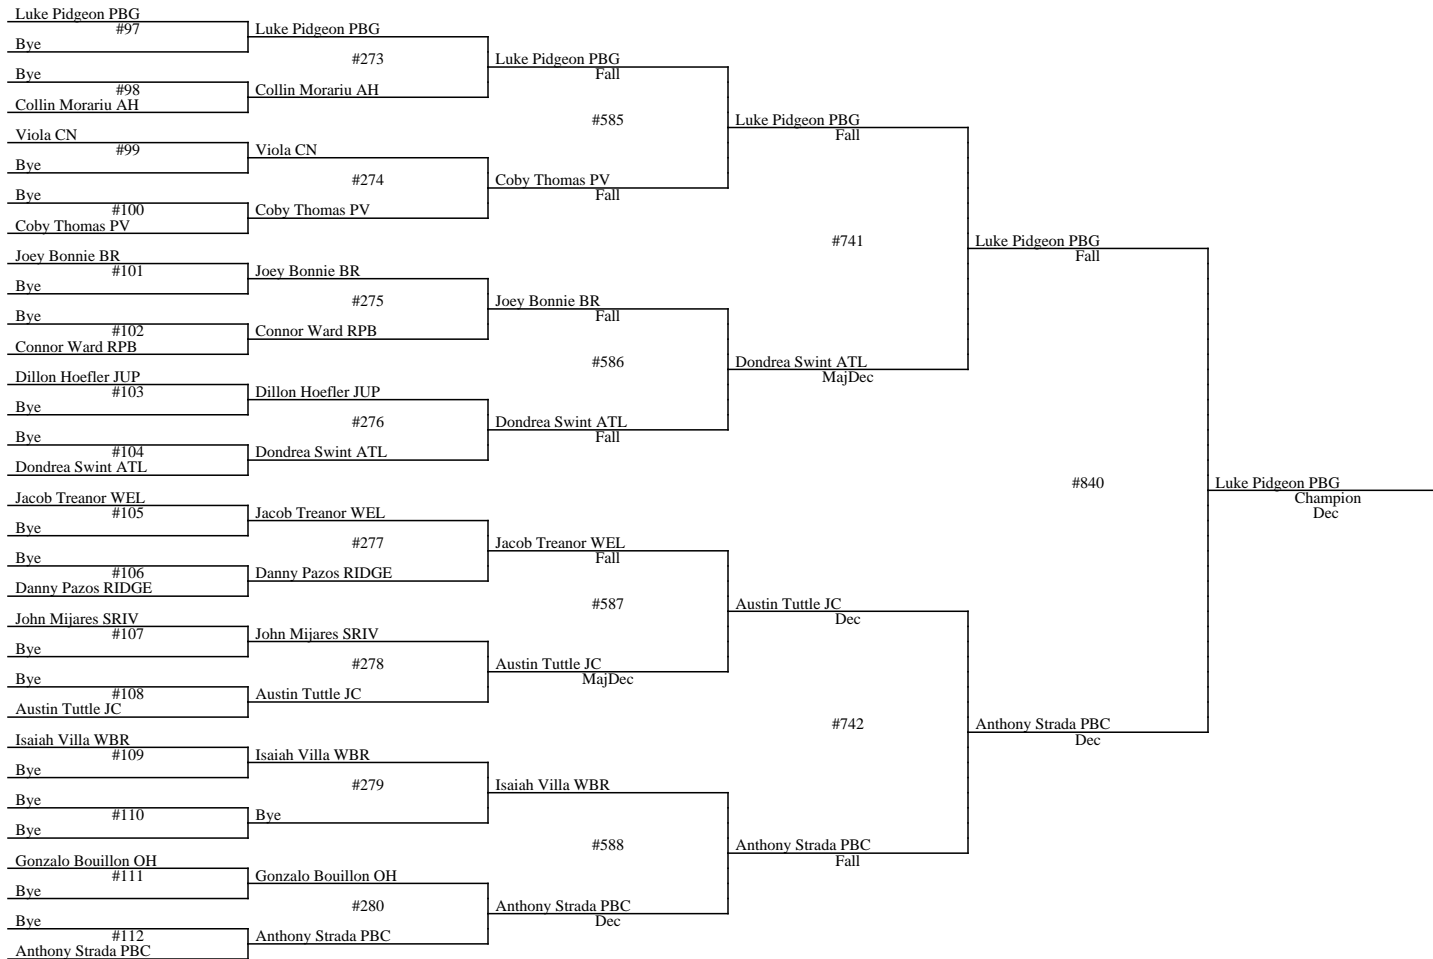 Luke Pidgeon PBG
#97
Bye
Bye
#98
Collin Morariu AH
Viola CN
#99
Bye
Bye
#100
Coby Thomas PV
Joey Bonnie BR
#101
Bye
Bye
#102
Connor Ward RPB
Dillon Hoefler JUP
#103
Bye
Bye
#104
Dondrea Swint ATL
Jacob Treanor WEL
#105
Bye
Bye
#106
Danny Pazos RIDGE
John Mijares SRIV
#107
Bye
Bye
#108
Austin Tuttle JC
Isaiah Villa WBR
#109
Bye
Bye
#110
Bye
Gonzalo Bouillon OH
#111
Bye
Bye
#112
Anthony Strada PBC
Luke Pidgeon PBG
#273
Collin Morariu AH
Viola CN
#274
Coby Thomas PV
Joey Bonnie BR
#275
Connor Ward RPB
Dillon Hoefler JUP
#276
Dondrea Swint ATL
Jacob Treanor WEL
#277
Danny Pazos RIDGE
John Mijares SRIV
#278
Austin Tuttle JC
Isaiah Villa WBR
#279
Bye
Gonzalo Bouillon OH
#280
Anthony Strada PBC
Luke Pidgeon PBG
Fall
#585
Coby Thomas PV
Fall
Joey Bonnie BR
Fall
#586
Dondrea Swint ATL
Fall
Jacob Treanor WEL
Fall
#587
Austin Tuttle JC
MajDec
Isaiah Villa WBR
#588
Anthony Strada PBC
Dec
Luke Pidgeon PBG
Fall
#741
Dondrea Swint ATL
MajDec
Austin Tuttle JC
Dec
#742
Anthony Strada PBC
Fall
Luke Pidgeon PBG
Fall
#840
Anthony Strada PBC
Dec
Luke Pidgeon PBG
Champion
Dec